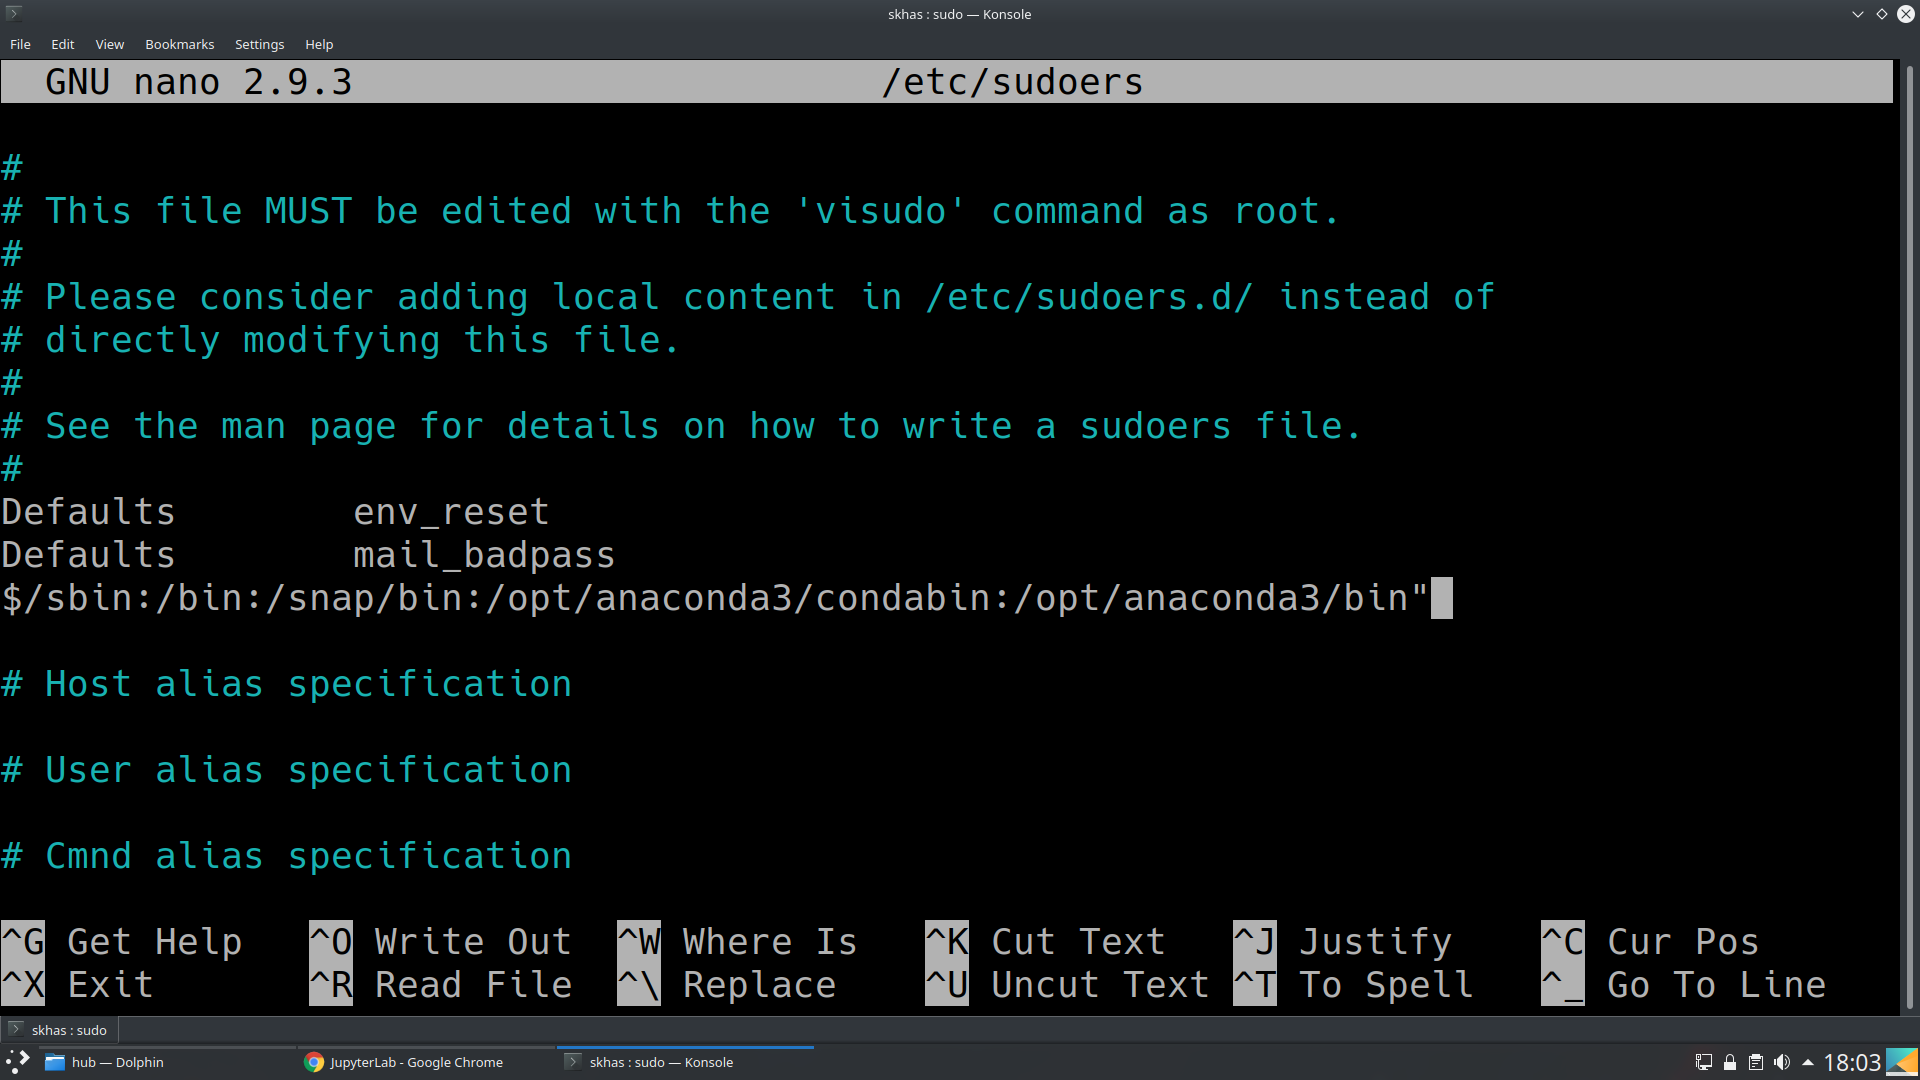 skhas : sudo — Konsole
File Edit View Bookmarks Settings Help
GNU nano 2.9.3 /etc/sudoers
#
# This file MUST be edited with the 'visudo' command as root.
#
# Please consider adding local content in /etc/sudoers.d/ instead of
# directly modifying this file.
#
# See the man page for details on how to write a sudoers file.
#
Defaults env_reset
Defaults mail_badpass
$/sbin:/bin:/snap/bin:/opt/anaconda3/condabin:/opt/anaconda3/bin"
# Host alias specification
# User alias specification
# Cmnd alias specification
^G Get Help ^O Write Out ^W Where Is ^K Cut Text ^J Justify ^C Cur Pos
^X Exit ^R Read File ^\ Replace ^U Uncut Text ^T To Spell ^_ Go To Line
skhas : sudo
hub — Dolphin JupyterLab - Google Chrome skhas : sudo — Konsole 18:03